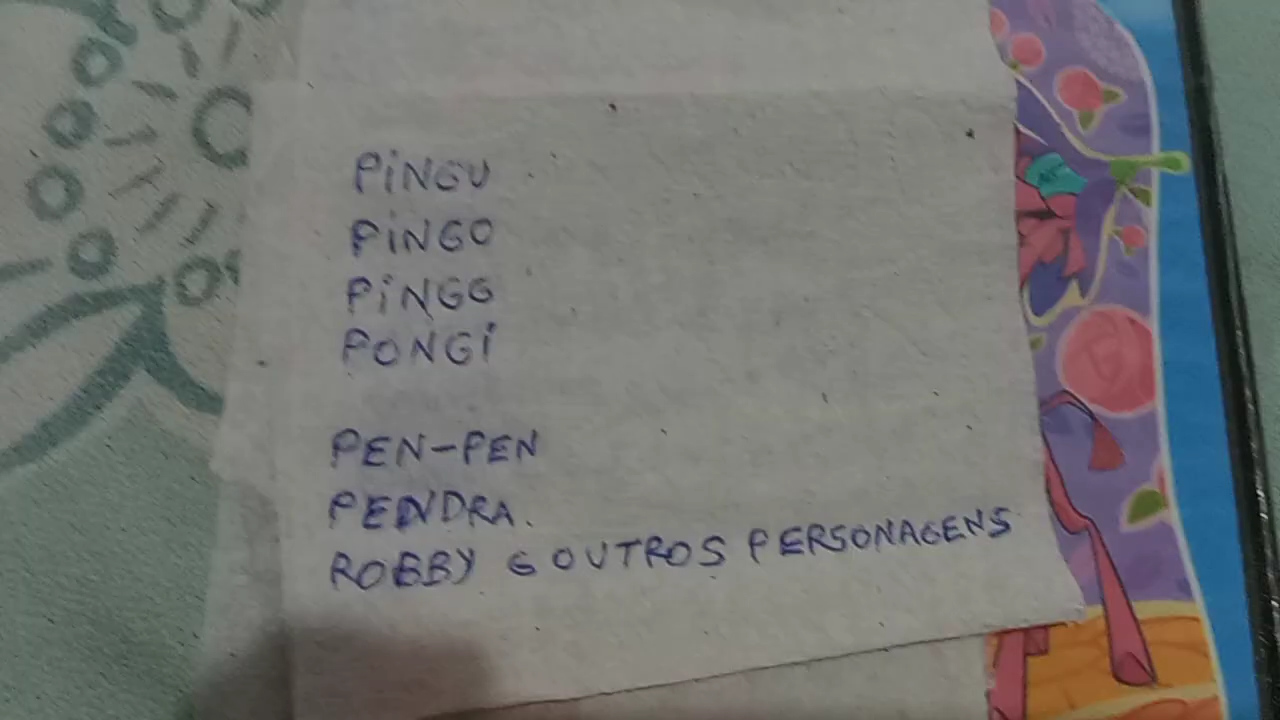 PiNGU
PiNGO
PiNGG
PONGi
PEN-PEN
PENDRA.
ROBBY G OUTROS PERSONAGENS